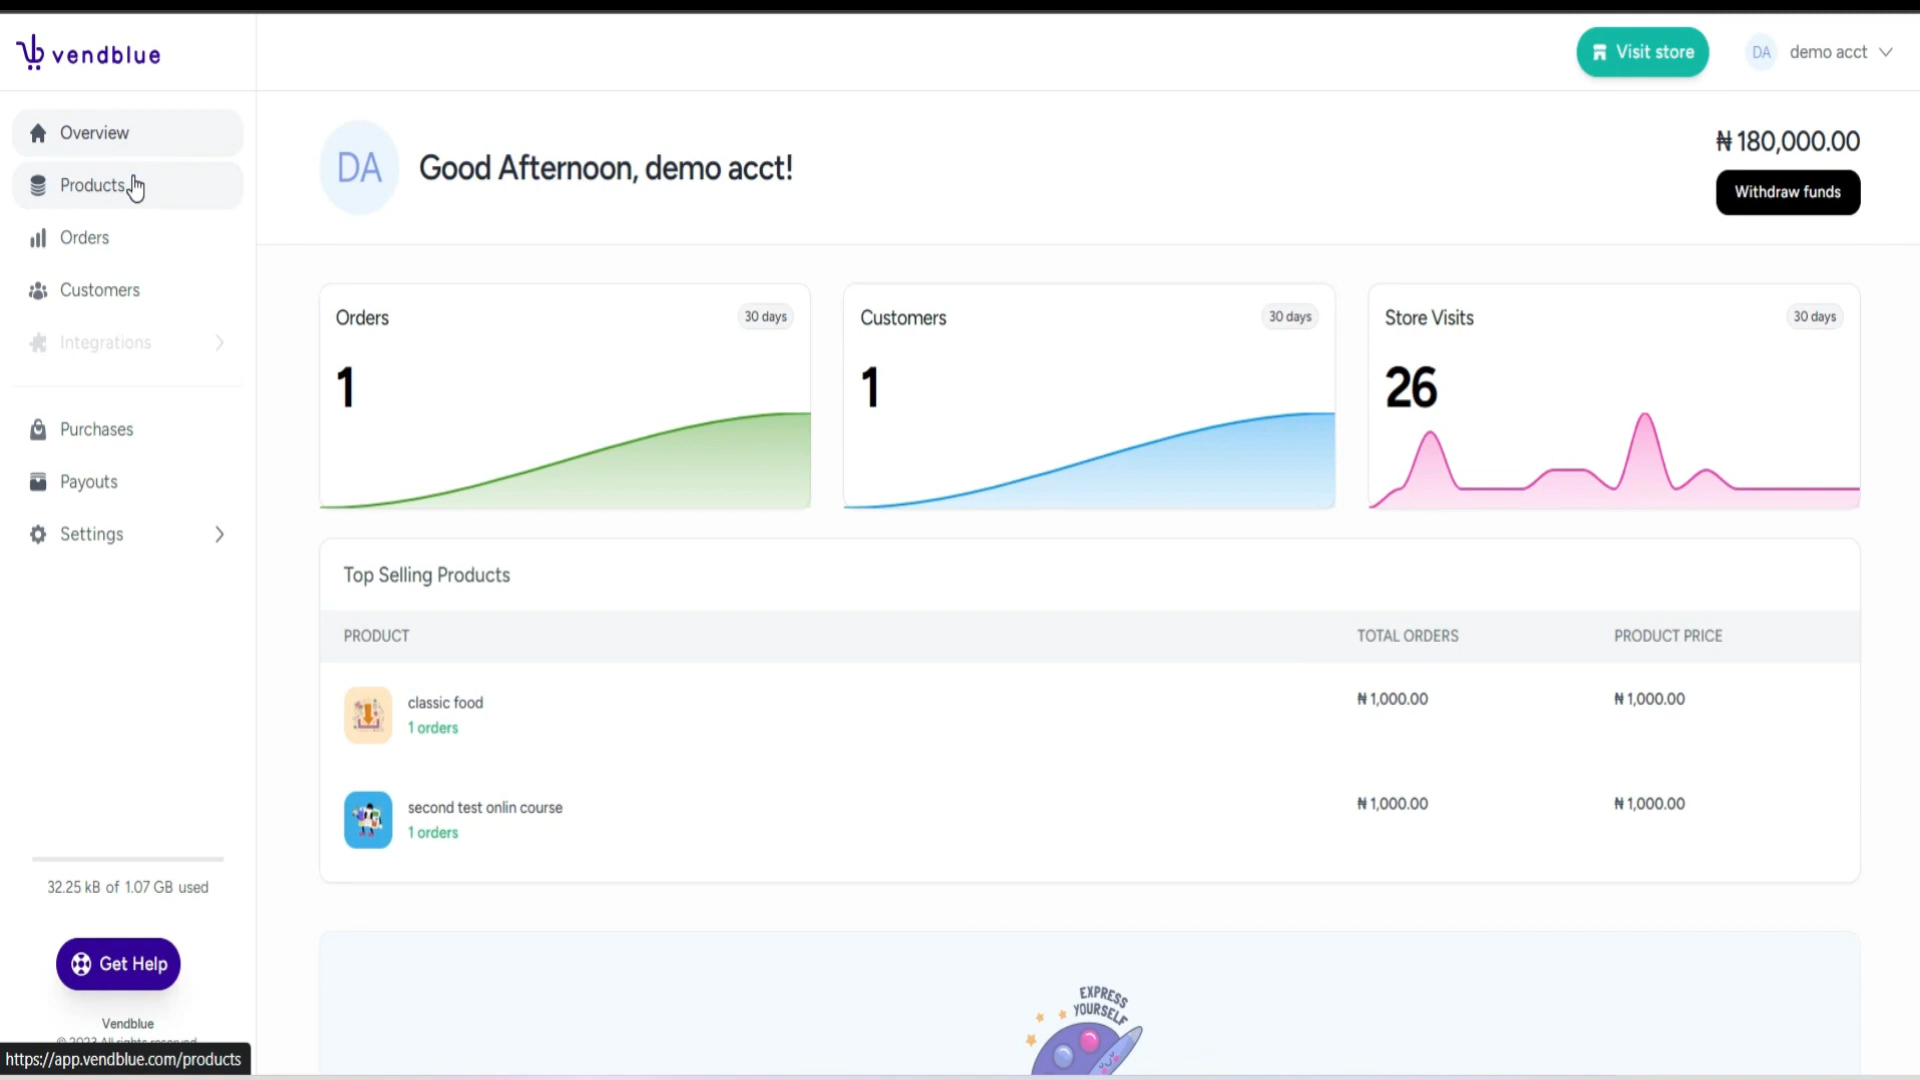 vendblue
Visit store
DA
demo acct
Overview
Products
Orders
Customers
Integrations
Purchases
Payouts
Settings
32.25 kB of 1.07 GB used
Get Help
Vendblue
© 2023 All rights reserved
https://app.vendblue.com/products
DA
Good Afternoon, demo acct!
₦ 180,000.00
Withdraw funds
Orders
30 days
1
Customers
30 days
1
Store Visits
30 days
26
Top Selling Products
PRODUCT TOTAL ORDERS PRODUCT PRICE
classic food ₦ 1,000.00 ₦ 1,000.00
1 orders
second test onlin course ₦ 1,000.00 ₦ 1,000.00
1 orders
EXPRESS
YOURSELF